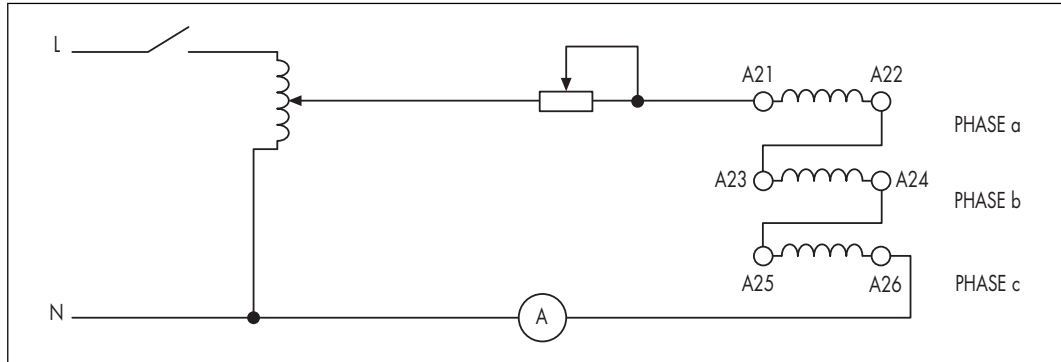 L
A21
A22
PHASE a
A23
A24
PHASE b
A25
A26
PHASE c
N
A